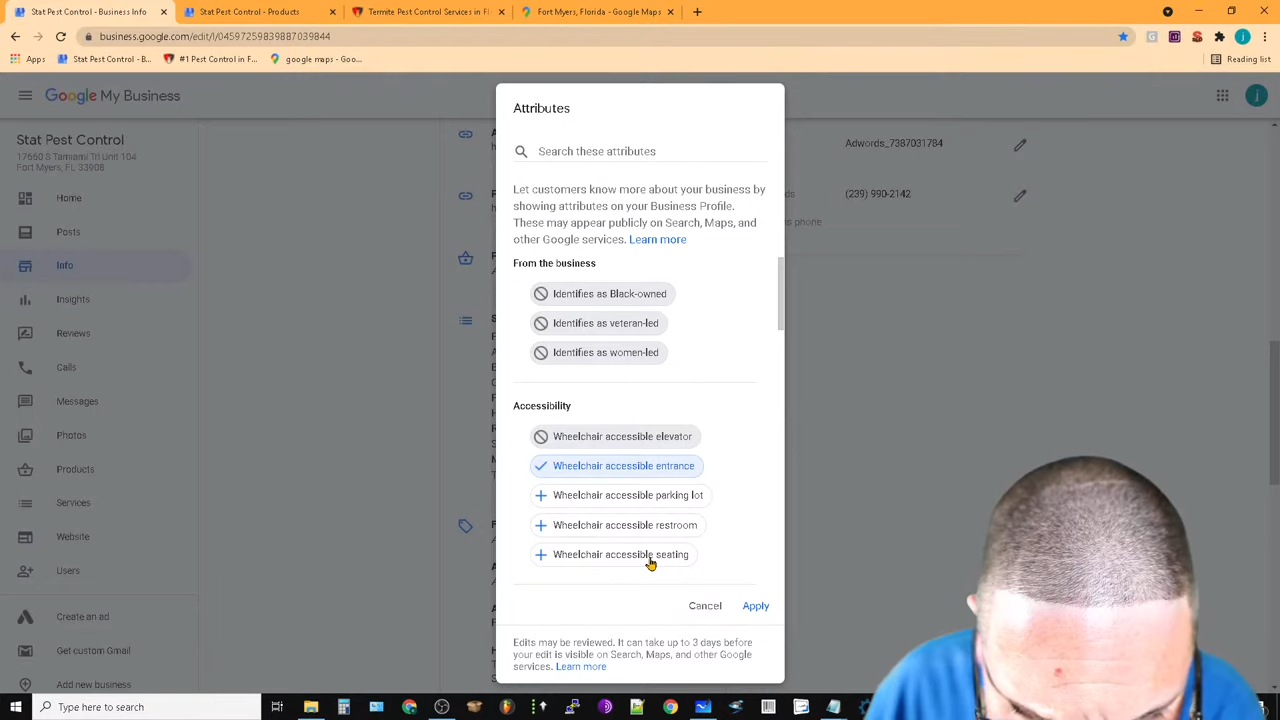 Stat Pest Control - Business Info
Stat Pest Control - Products
Termite Pest Control Services in F
Fort Myers, Florida - Google Maps
business.google.com/edit/l/04597259839887039844
Apps
Stat Pest Control - B...
#1 Pest Control in F...
google maps - Goo...
Reading list
Google My Business
Stat Pest Control
17660 S Tamiami Trl Unit 104
Fort Myers, FL 33908
Home
Posts
Info
Insights
Reviews
Calls
Messages
Photos
Products
Services
Website
Users
Create an ad
Get custom Gmail
Add new business
Adwords_7387031784
(239) 990-2142
s phone
Attributes
Search these attributes
Let customers know more about your business by
showing attributes on your Business Profile.
These may appear publicly on Search, Maps, and
other Google services. Learn more
From the business
Identifies as Black-owned
Identifies as veteran-led
Identifies as women-led
Accessibility
Wheelchair accessible elevator
Wheelchair accessible entrance
Wheelchair accessible parking lot
Wheelchair accessible restroom
Wheelchair accessible seating
Cancel
Apply
Edits may be reviewed. It can take up to 3 days before
your edit is visible on Search, Maps, and other Google
services. Learn more
Type here to search